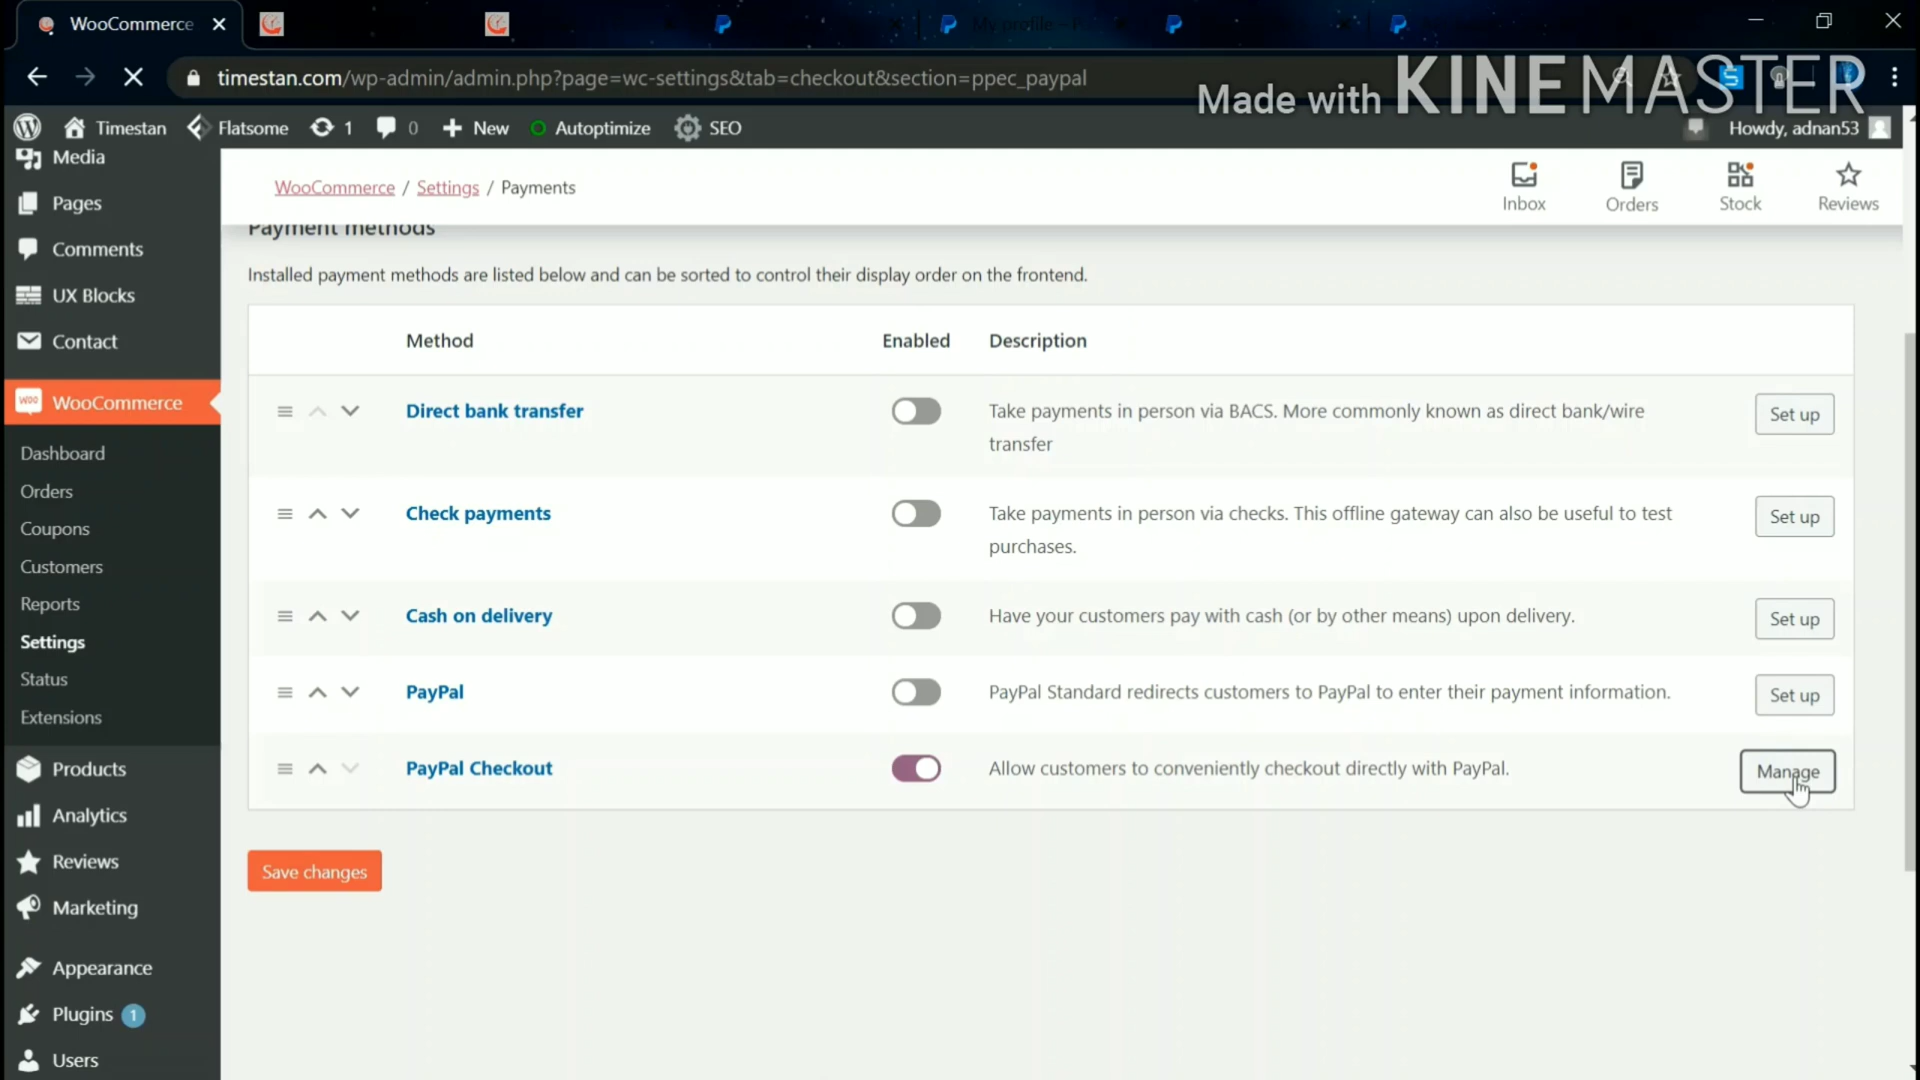 WooCommerce
My profile - P
timestan.com/wp-admin/admin.php?page=wc-settings&tab=checkout&section=ppec_paypal
Made with KINEMASTER
Timestan
Flatsome
1
0
New
Autoptimize
SEO
Howdy, adnan53
Media
Pages
Comments
UX Blocks
Contact
WooCommerce
Dashboard
Orders
Coupons
Customers
Reports
Settings
Status
Extensions
Products
Analytics
Reviews
Marketing
Appearance
Plugins 1
Users
WooCommerce / Settings / Payments
Inbox
Orders
Stock
Reviews
Payment methods
Installed payment methods are listed below and can be sorted to control their display order on the frontend.
Method Enabled Description
Direct bank transfer
Take payments in person via BACS. More commonly known as direct bank/wire
transfer
Set up
Check payments
Take payments in person via checks. This offline gateway can also be useful to test
purchases.
Set up
Cash on delivery
Have your customers pay with cash (or by other means) upon delivery.
Set up
PayPal
PayPal Standard redirects customers to PayPal to enter their payment information.
Set up
PayPal Checkout
Allow customers to conveniently checkout directly with PayPal.
Manage
Save changes